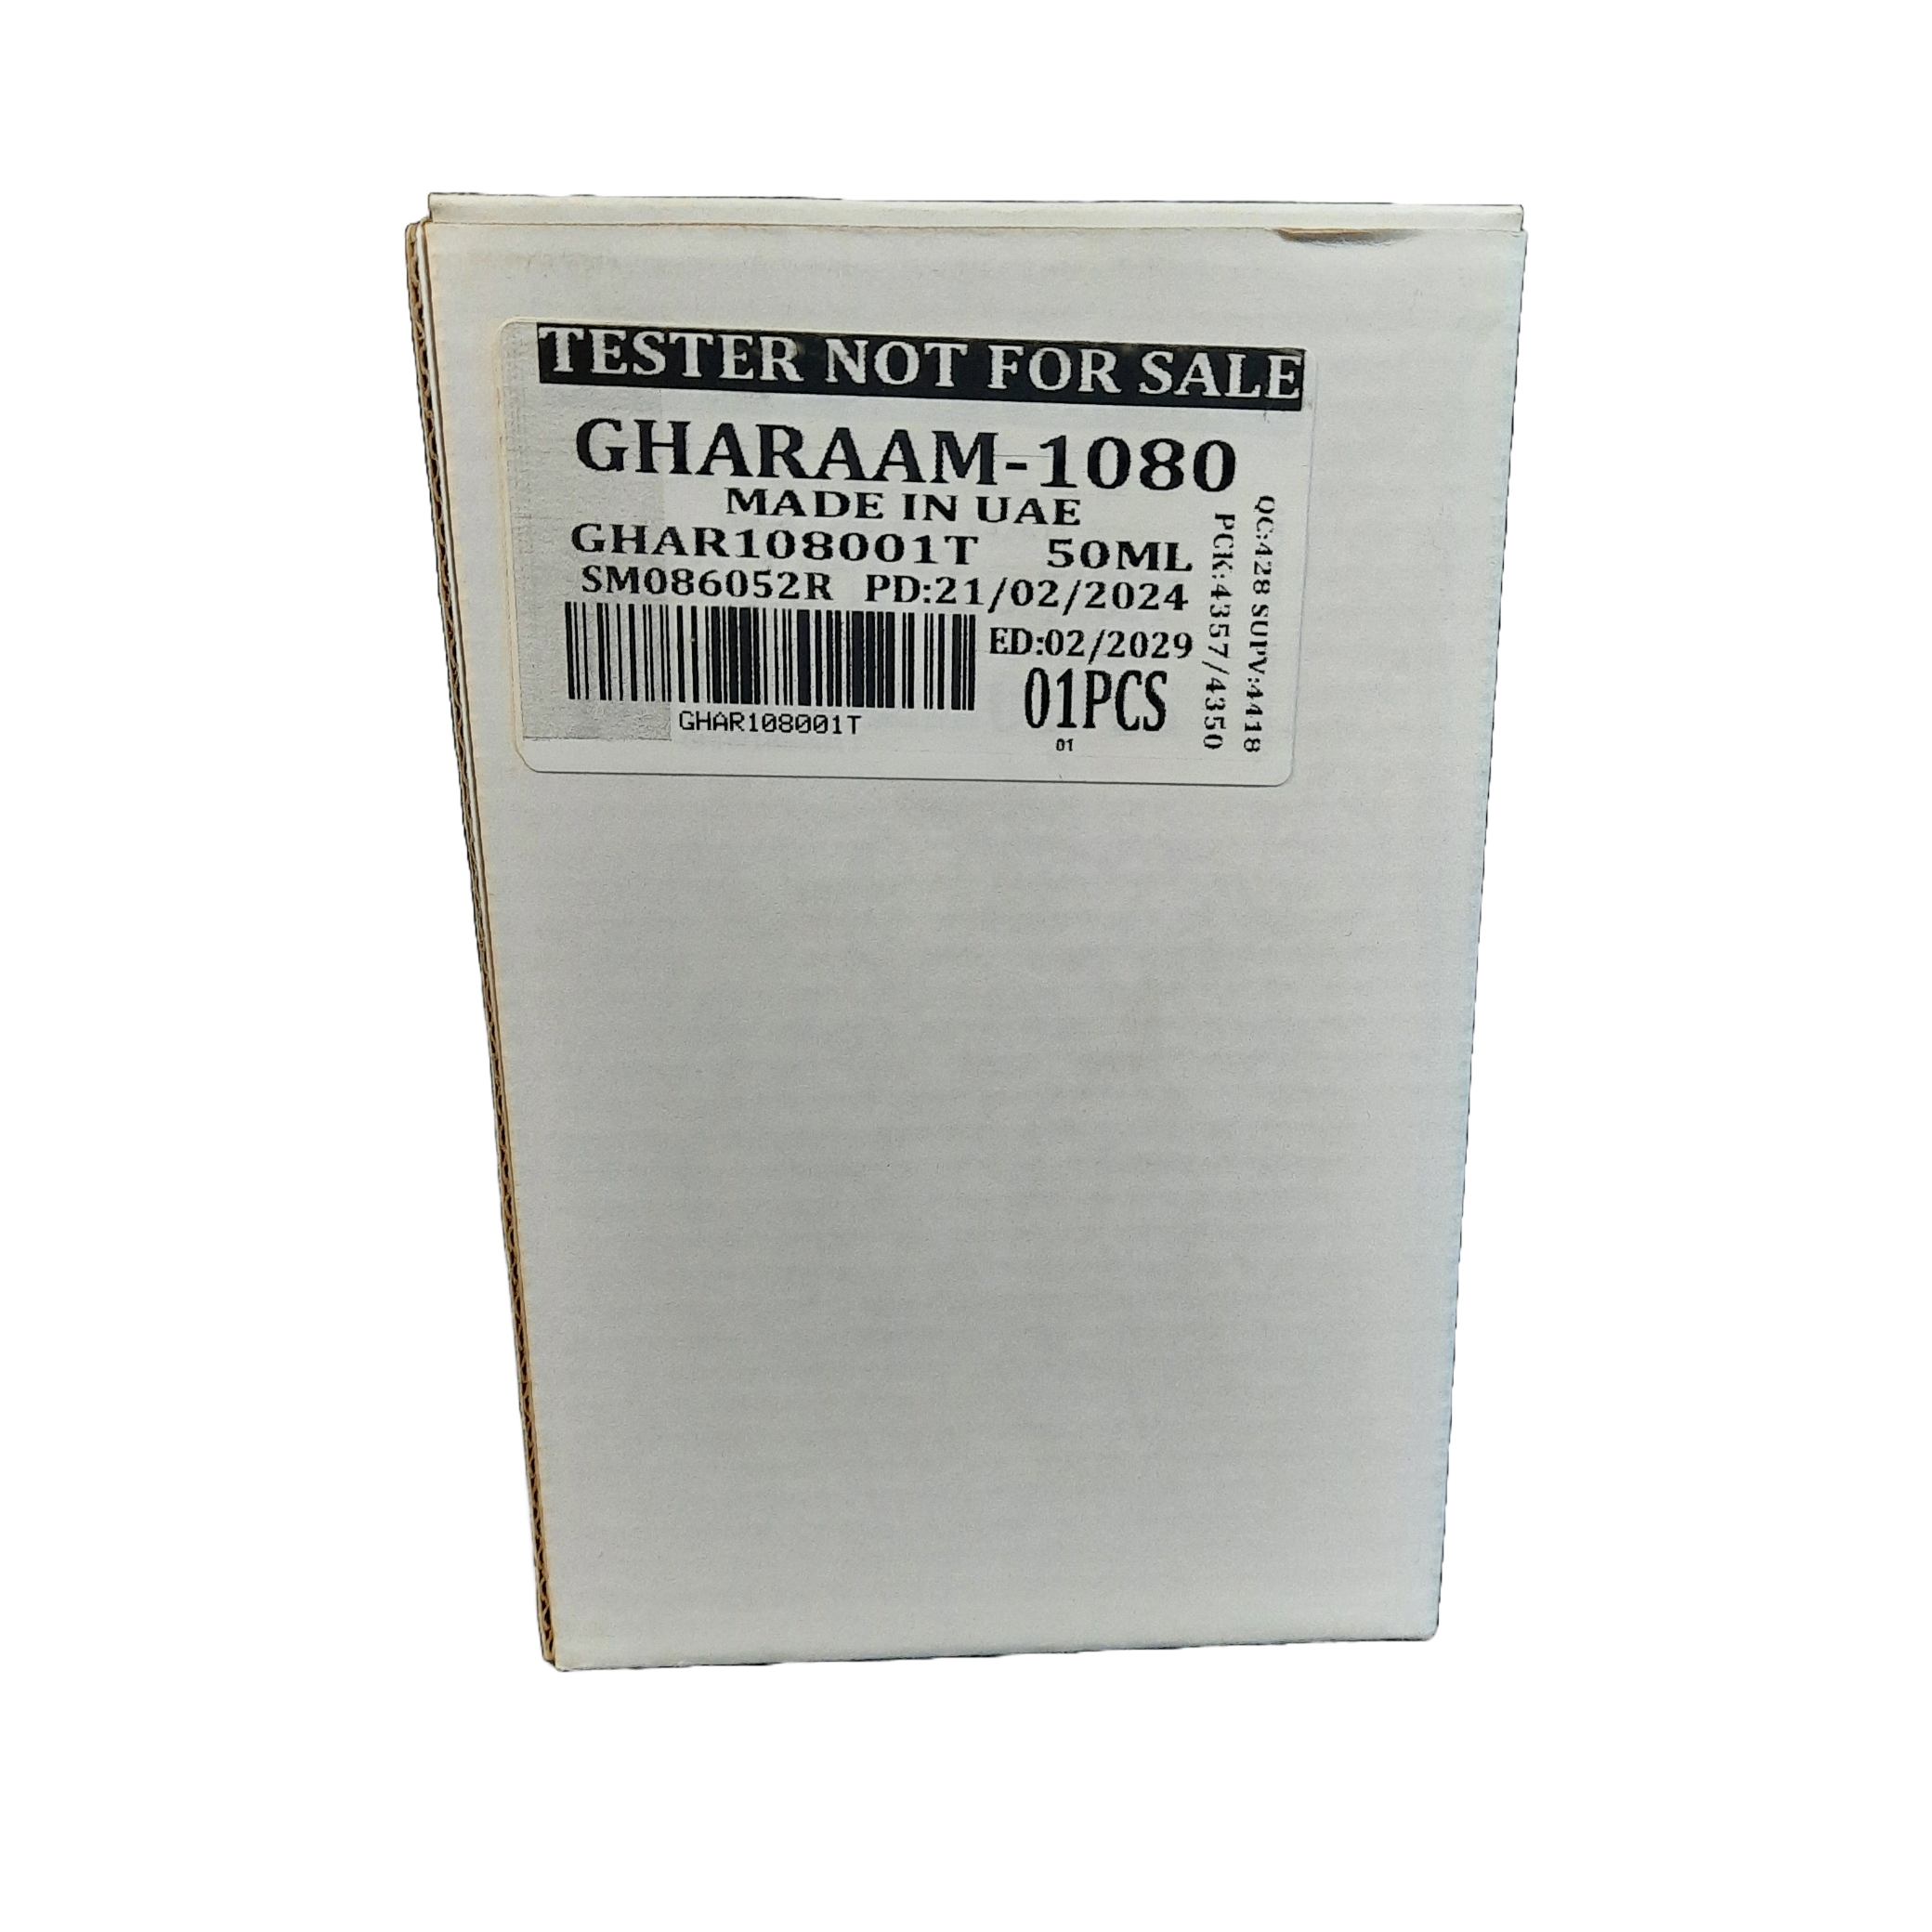 TESTER NOT FOR SALE
GHARAAM-1080
MADE IN UAE
GHAR108001T 50ML
SM086052R PD:21/02/2024
ED:02/2029
01PCS
GHAR108001T
01
PCK:4357/4350
QC:428 SUPV:4418